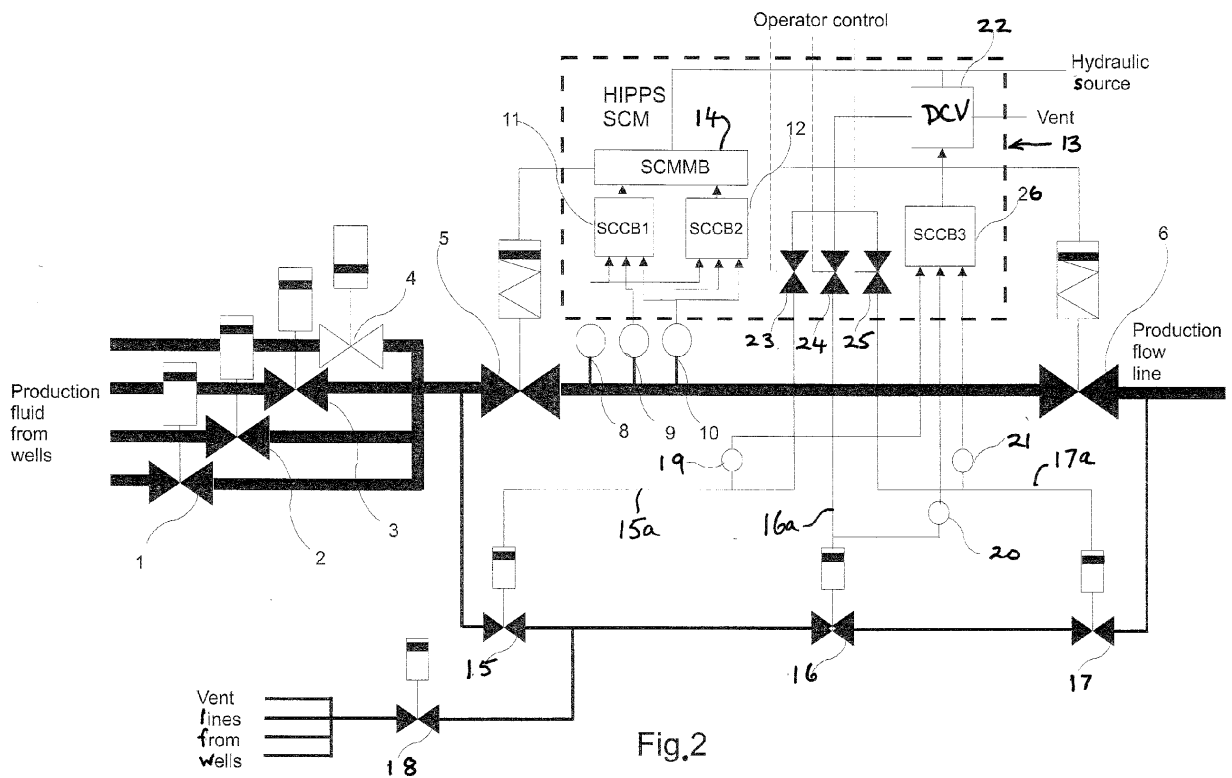 Operator control
22
Hydraulic
source
HIPPS
SCM
14
DCV
Vent
11
12
13
SCMMB
SCCB1
SCCB2
26
SCCB3
5
6
4
23
24
25
Production
flow
line
Production
fluid
from
wells
8
9
10
19
21
17a
15a
16a
20
1
2
3
15
16
17
Vent
lines
from
wells
18
Fig.2